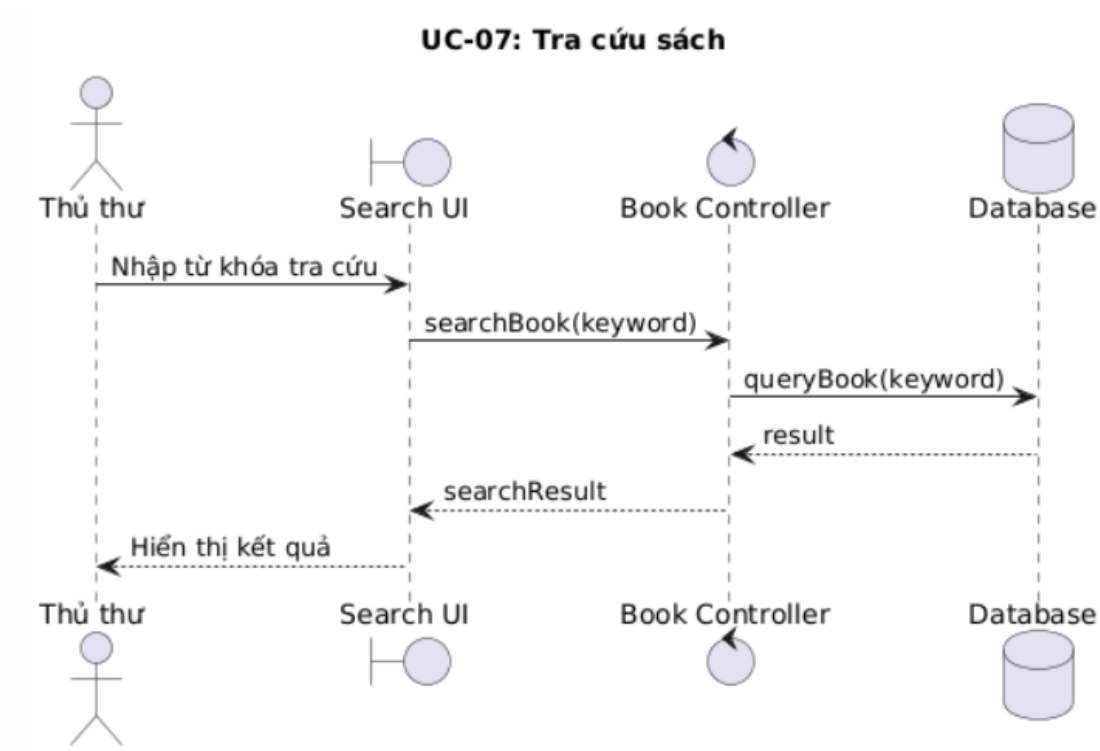 UC-07: Tra cứu sách
Thủ thư
Search UI
Book Controller
Database
Nhập từ khóa tra cứu
searchBook(keyword)
queryBook(keyword)
result
searchResult
Hiển thị kết quả
Thủ thư
Search UI
Book Controller
Database